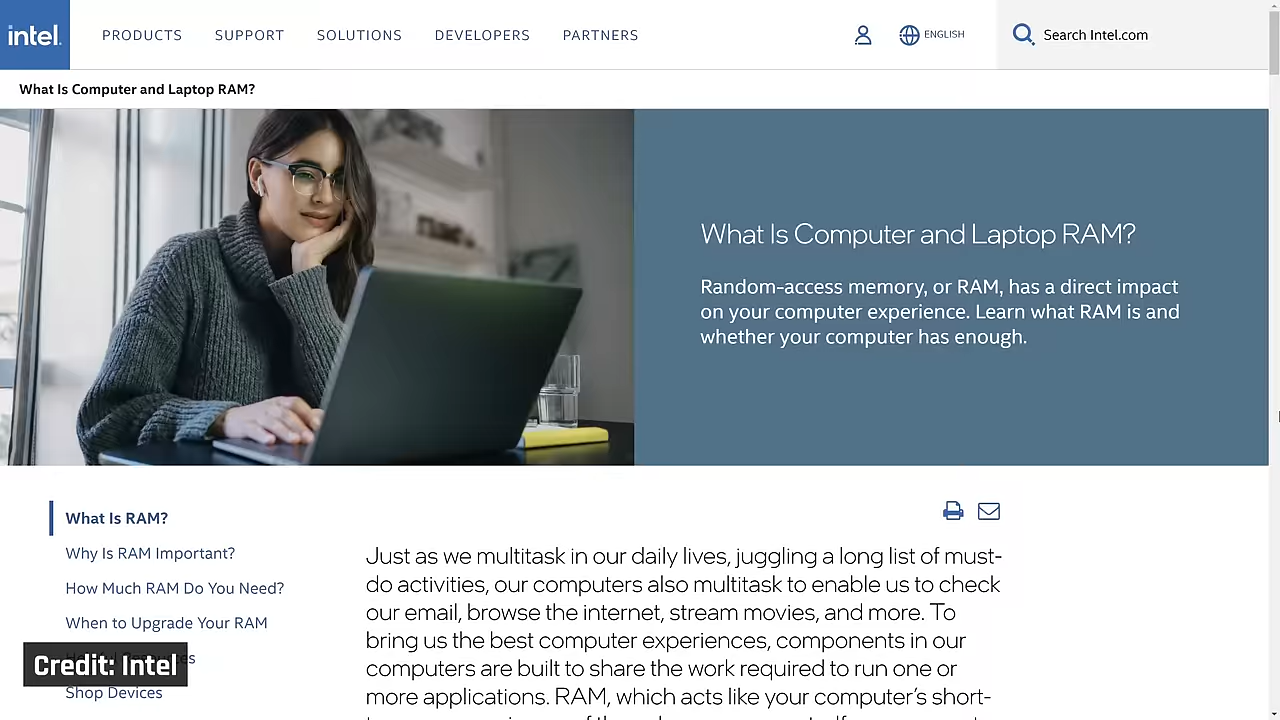 intel.
PRODUCTS
SUPPORT
SOLUTIONS
DEVELOPERS
PARTNERS
ENGLISH
Search Intel.com
What Is Computer and Laptop RAM?
What Is Computer and Laptop RAM?
Random-access memory, or RAM, has a direct impact
on your computer experience. Learn what RAM is and
whether your computer has enough.
What Is RAM?
Why Is RAM Important?
How Much RAM Do You Need?
When to Upgrade Your RAM
Shop Devices
Credit: Intel
Just as we multitask in our daily lives, juggling a long list of must-
do activities, our computers also multitask to enable us to check
our email, browse the internet, stream movies, and more. To
bring us the best computer experiences, components in our
computers are built to share the work required to run one or
more applications. RAM, which acts like your computer's short-